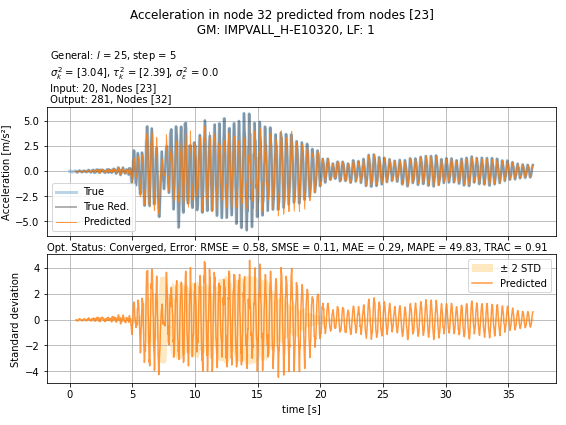 Acceleration in node 32 predicted from nodes [23]
GM: IMPVALL_H-E10320, LF: 1
General: l = 25, step = 5
σ²ₖ = [3.04], τ²ₖ = [2.39], σ²ε = 0.0
Input: 20, Nodes [23]
Output: 281, Nodes [32]
Acceleration [m/s²]
5.0
2.5
0.0
−2.5
−5.0
True
True Red.
Predicted
Opt. Status: Converged, Error: RMSE = 0.58, SMSE = 0.11, MAE = 0.29, MAPE = 49.83, TRAC = 0.91
Standard deviation
4
2
0
−2
−4
± 2 STD
Predicted
0 5 10 15 20 25 30 35
time [s]